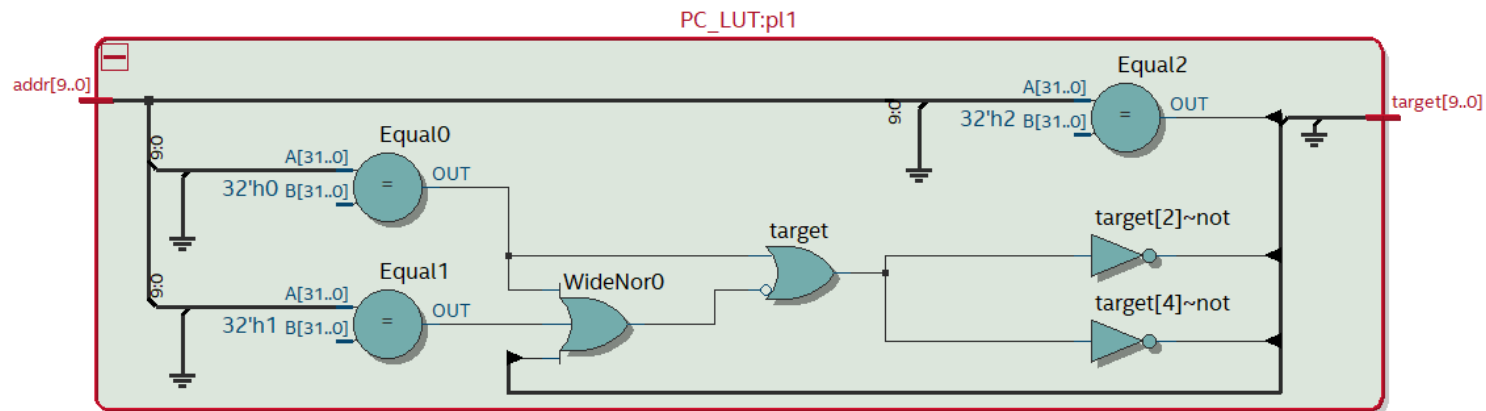 PC_LUT:pl1
addr[9..0]
target[9..0]
9:0
A[31..0]
32'h2 B[31..0]
Equal2
=
OUT
9:0
A[31..0]
32'h0 B[31..0]
Equal0
=
OUT
9:0
A[31..0]
32'h1 B[31..0]
Equal1
=
OUT
WideNor0
target
target[2]~not
target[4]~not